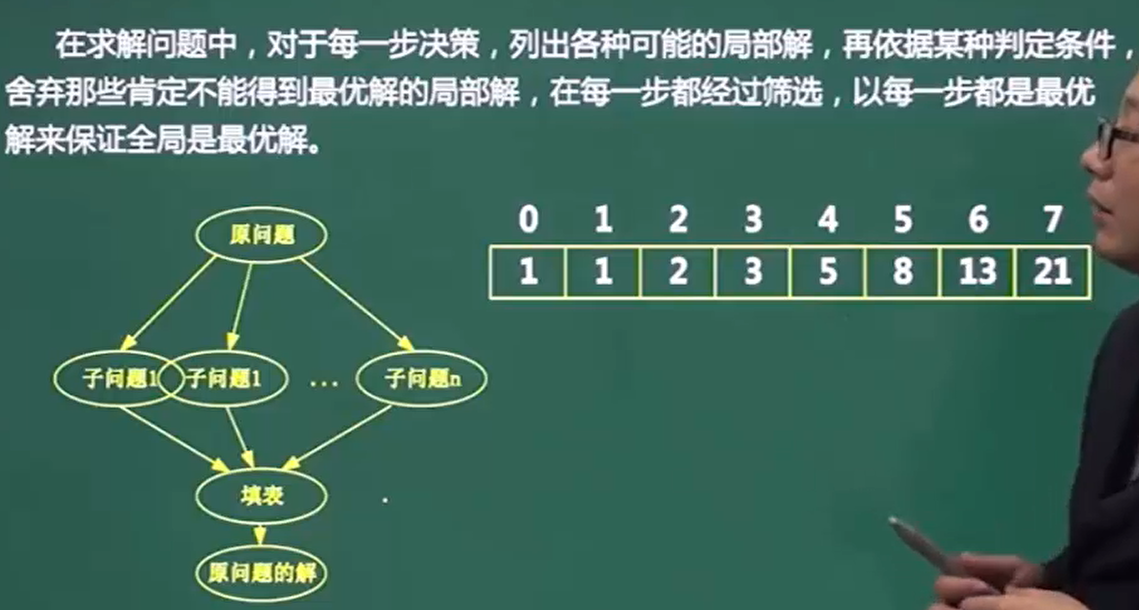 在求解问题中，对于每一步决策，列出各种可能的局部解，再依据某种判定条件，
舍弃那些肯定不能得到最优解的局部解，在每一步都经过筛选，以每一步都是最优
解来保证全局是最优解。
原问题
子问题1 子问题1 … 子问题n
填表
原问题的解
0 1 2 3 4 5 6 7
1 1 2 3 5 8 13 21